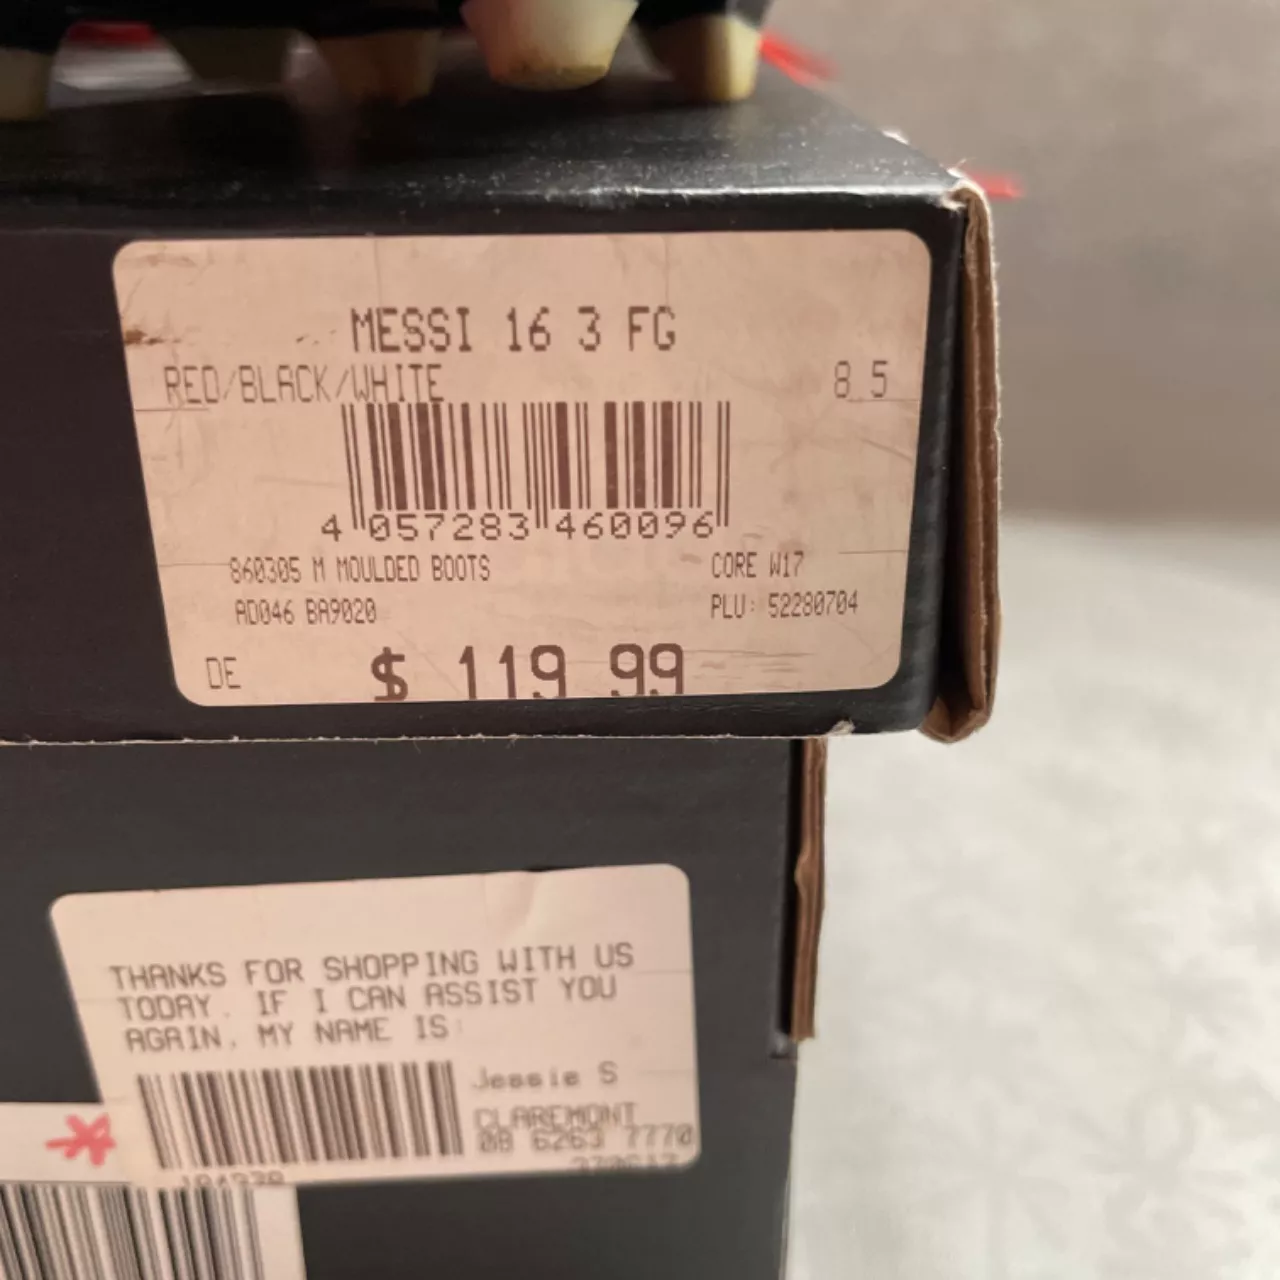 MESSI 16 3 FG
RED/BLACK/WHITE 8.5
4 057283 460096
860305 M MOULDED BOOTS CORE W17
AD046 BA9020 PLU: 52280704
DE $ 119 99
THANKS FOR SHOPPING WITH US
TODAY. IF I CAN ASSIST YOU
AGAIN, MY NAME IS:
Jessie S
CLAREMONT
08 6263 7770